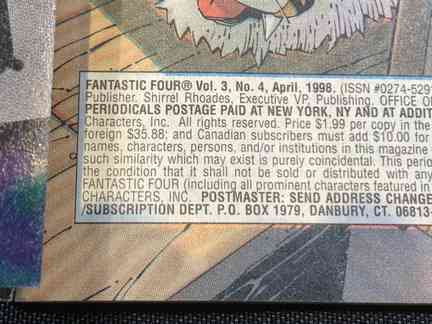 FANTASTIC FOUR® Vol. 3, No. 4, April, 1998. (ISSN #0274-529
Publisher. Shirrel Rhoades, Executive VP, Publishing. OFFICE O
PERIODICALS POSTAGE PAID AT NEW YORK, NY AND AT ADDIT
Characters, Inc. All rights reserved. Price $1.99 per copy in the
foreign $35.88; and Canadian subscribers must add $10.00 for
names, characters, persons, and/or institutions in this magazine
such similarity which may exist is purely coincidental. This perio
the condition that it shall not be sold or distributed with any
FANTASTIC FOUR (including all prominent characters featured in
CHARACTERS, INC. POSTMASTER: SEND ADDRESS CHANGE
/SUBSCRIPTION DEPT. P.O. BOX 1979, DANBURY, CT. 06813-